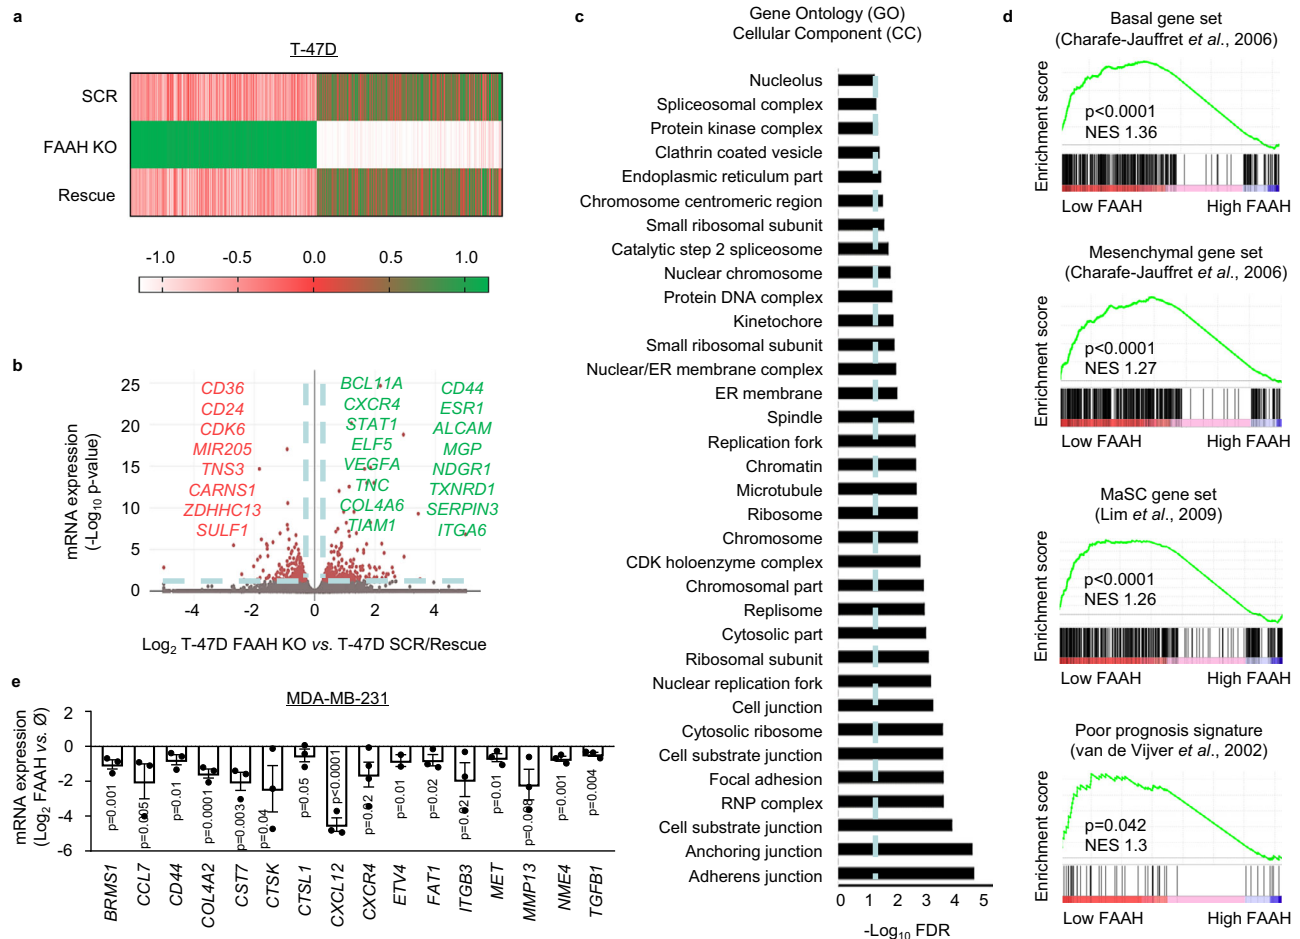 a
T-47D
SCR
FAAH KO
Rescue
-1.0 -0.5 0.0 0.5 1.0
b
mRNA expression
(-Log10 p-value)
25
20
15
10
5
0
-4 -2 0 2 4
CD36
CD24
CDK6
MIR205
TNS3
CARNS1
ZDHHC13
SULF1
BCL11A
CXCR4
STAT1
ELF5
VEGFA
TNC
COL4A6
TIAM1
CD44
ESR1
ALCAM
MGP
NDGR1
TXNRD1
SERPIN3
ITGA6
Log2 T-47D FAAH KO vs. T-47D SCR/Rescue
c
Gene Ontology (GO)
Cellular Component (CC)
Nucleolus
Spliceosomal complex
Protein kinase complex
Clathrin coated vesicle
Endoplasmic reticulum part
Chromosome centromeric region
Small ribosomal subunit
Catalytic step 2 spliceosome
Nuclear chromosome
Protein DNA complex
Kinetochore
Small ribosomal subunit
Nuclear/ER membrane complex
ER membrane
Spindle
Replication fork
Chromatin
Microtubule
Ribosome
Chromosome
CDK holoenzyme complex
Chromosomal part
Replisome
Cytosolic part
Ribosomal subunit
Nuclear replication fork
Cell junction
Cytosolic ribosome
Cell substrate junction
Focal adhesion
RNP complex
Cell substrate junction
Anchoring junction
Adherens junction
0 1 2 3 4 5
-Log10 FDR
d
Basal gene set
(Charafe-Jauffret et al., 2006)
Enrichment score
p<0.0001
NES 1.36
Low FAAH High FAAH
Mesenchymal gene set
(Charafe-Jauffret et al., 2006)
Enrichment score
p<0.0001
NES 1.27
Low FAAH High FAAH
MaSC gene set
(Lim et al., 2009)
Enrichment score
p<0.0001
NES 1.26
Low FAAH High FAAH
Poor prognosis signature
(van de Vijver et al., 2002)
Enrichment score
p=0.042
NES 1.3
Low FAAH High FAAH
e
MDA-MB-231
mRNA expression
(Log2 FAAH vs. Ø)
2
0
-2
-4
-6
p=0.001
p=0.005
p=0.01
p=0.0001
p=0.003
p=0.04
p=0.05
p<0.0001
p=0.02
p=0.01
p=0.02
p=0.02
p=0.01
p=0.008
p=0.001
p=0.004
BRMS1
CCL7
CD44
COL4A2
CST7
CTSK
CTSL1
CXCL12
CXCR4
ETV4
FAT1
ITGB3
MET
MMP13
NME4
TGFB1